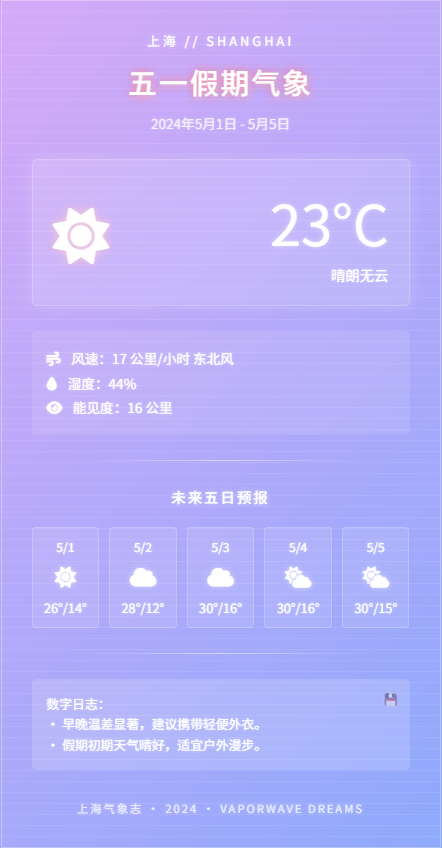 上海 // SHANGHAI
五一假期气象
2024年5月1日 - 5月5日
23°C
晴朗无云
风速：17 公里/小时 东北风
湿度：44%
能见度：16 公里
未来五日预报
5/1 5/2 5/3 5/4 5/5
26°/14° 28°/12° 30°/16° 30°/16° 30°/15°
数字日志：
• 早晚温差显著，建议携带轻便外衣。
• 假期初期天气晴好，适宜户外漫步。
上海气象志 • 2024 • VAPORWAVE DREAMS